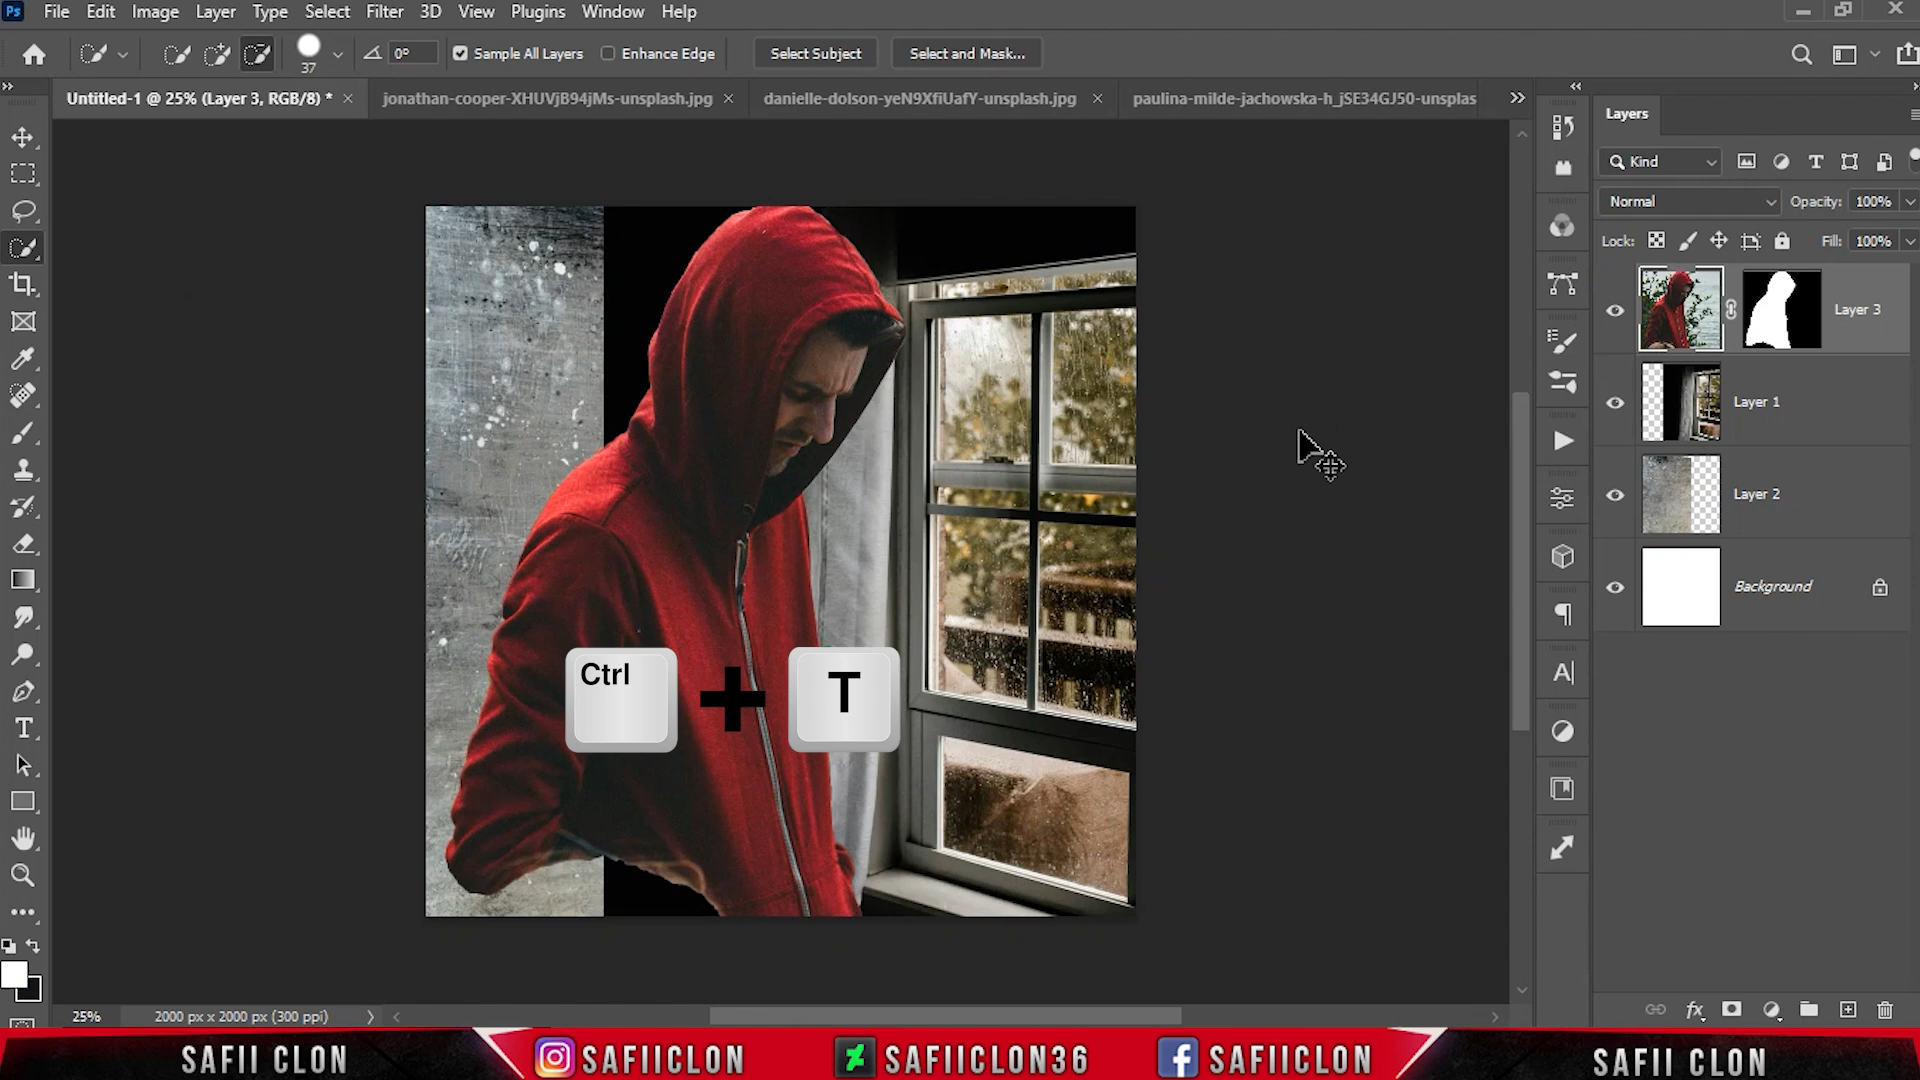 Ps File Edit Image Layer Type Select Filter 3D View Plugins Window Help
37 0° Sample All Layers Enhance Edge Select Subject Select and Mask...
Untitled-1 @ 25% (Layer 3, RGB/8) * jonathan-cooper-XHUVjB94jMs-unsplash.jpg danielle-dolson-yeN9XfiUafY-unsplash.jpg paulina-milde-jachowska-h_jSE34GJ50-unsplas
Layers
Kind
Normal Opacity: 100%
Lock: Fill: 100%
Layer 3
Layer 1
Layer 2
Background
Ctrl + T
25% 2000 px x 2000 px (300 ppi)
SAFII CLON SAFIICLON SAFIICLON36 SAFIICLON SAFII CLON